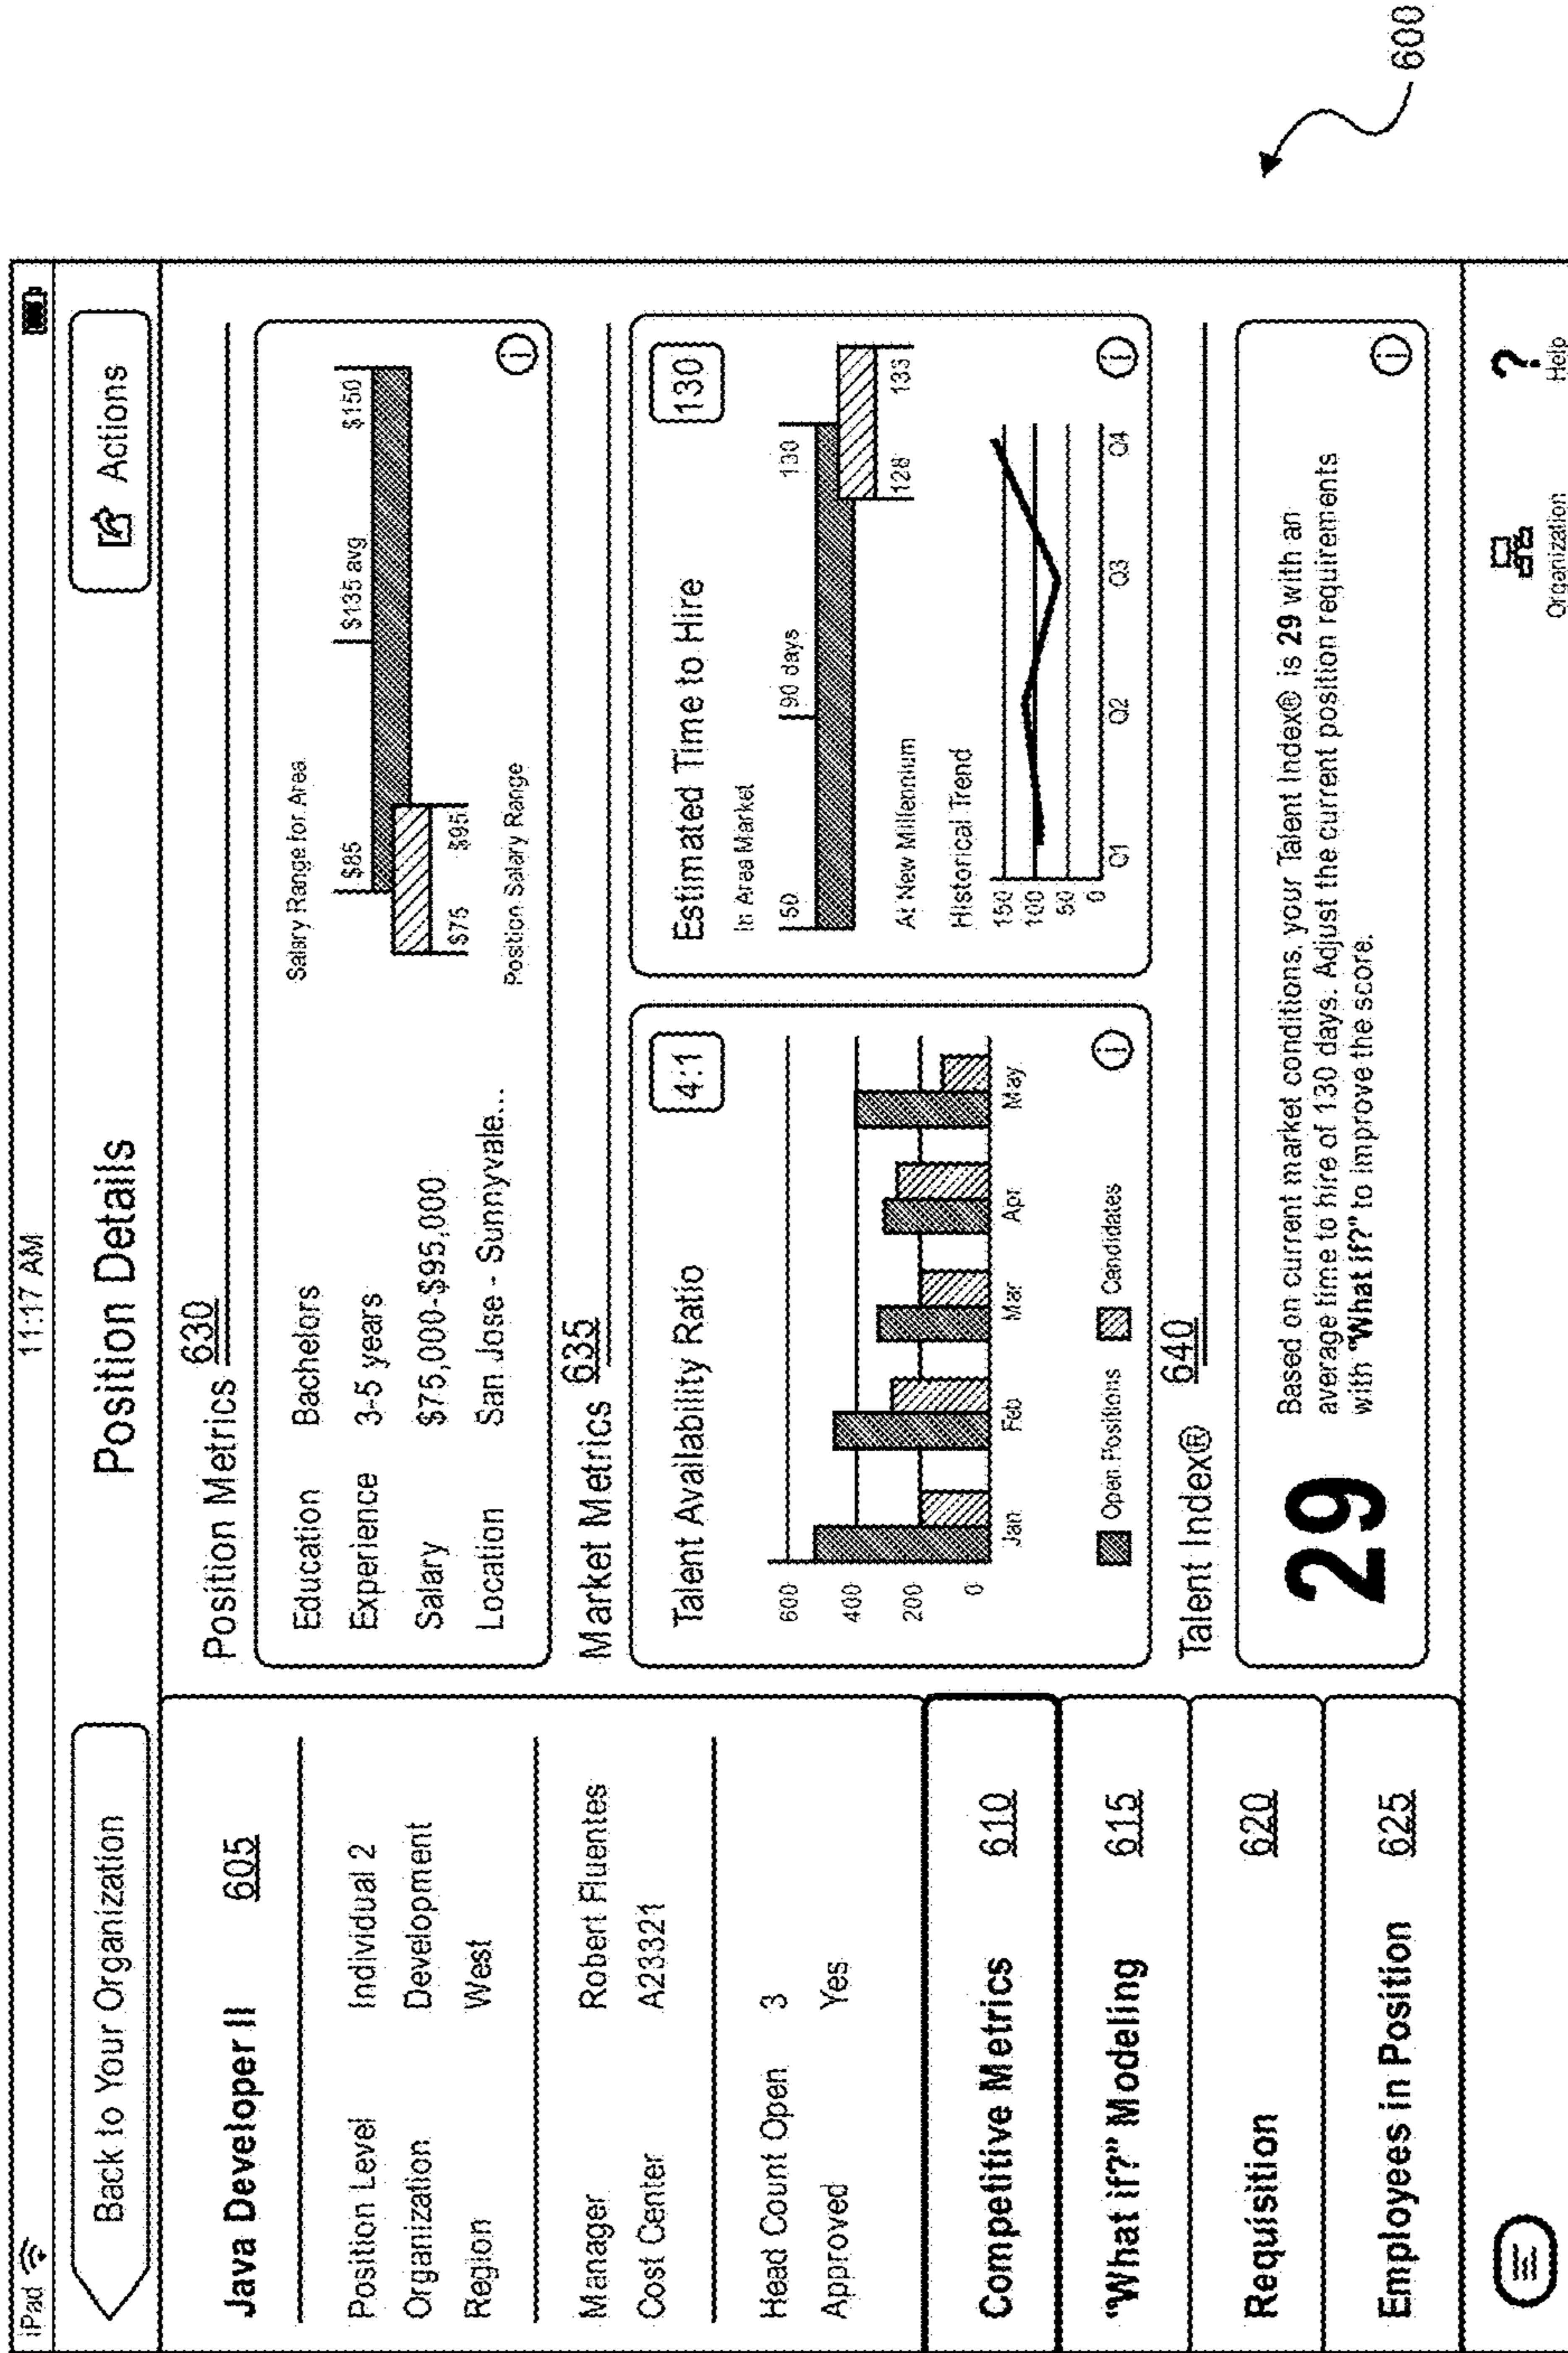 iPad
11:17 AM
Back to Your Organization
Position Details
Actions
Java Developer II 605
Position Level Individual 2
Organization Development
Region West
Manager Robert Fluentes
Cost Center A23321
Head Count Open 3
Approved Yes
Competitive Metrics 610
"What if?" Modeling 615
Requisition 620
Employees in Position 625
Position Metrics 630
Education Bachelors
Experience 3-5 years
Salary $75,000-$95,000
Location San Jose - Sunnyvale...
Salary Range for Area
$85 $135 avg $150
$75 $95
Position Salary Range
i
Market Metrics 635
Talent Availability Ratio 4:1
600
400
200
0
Jan Feb Mar Apr May
Open Positions Candidates
i
Estimated Time to Hire 130
In Area Market
50 90 days 130
128 133
At New Millennium
Historical Trend
150
100
50
0
Q1 Q2 Q3 Q4
i
Talent Index® 640
29
Based on current market conditions, your Talent Index® is 29 with an
average time to hire of 130 days. Adjust the current position requirements
with "What if?" to improve the score.
i
Organization
?
Help
600